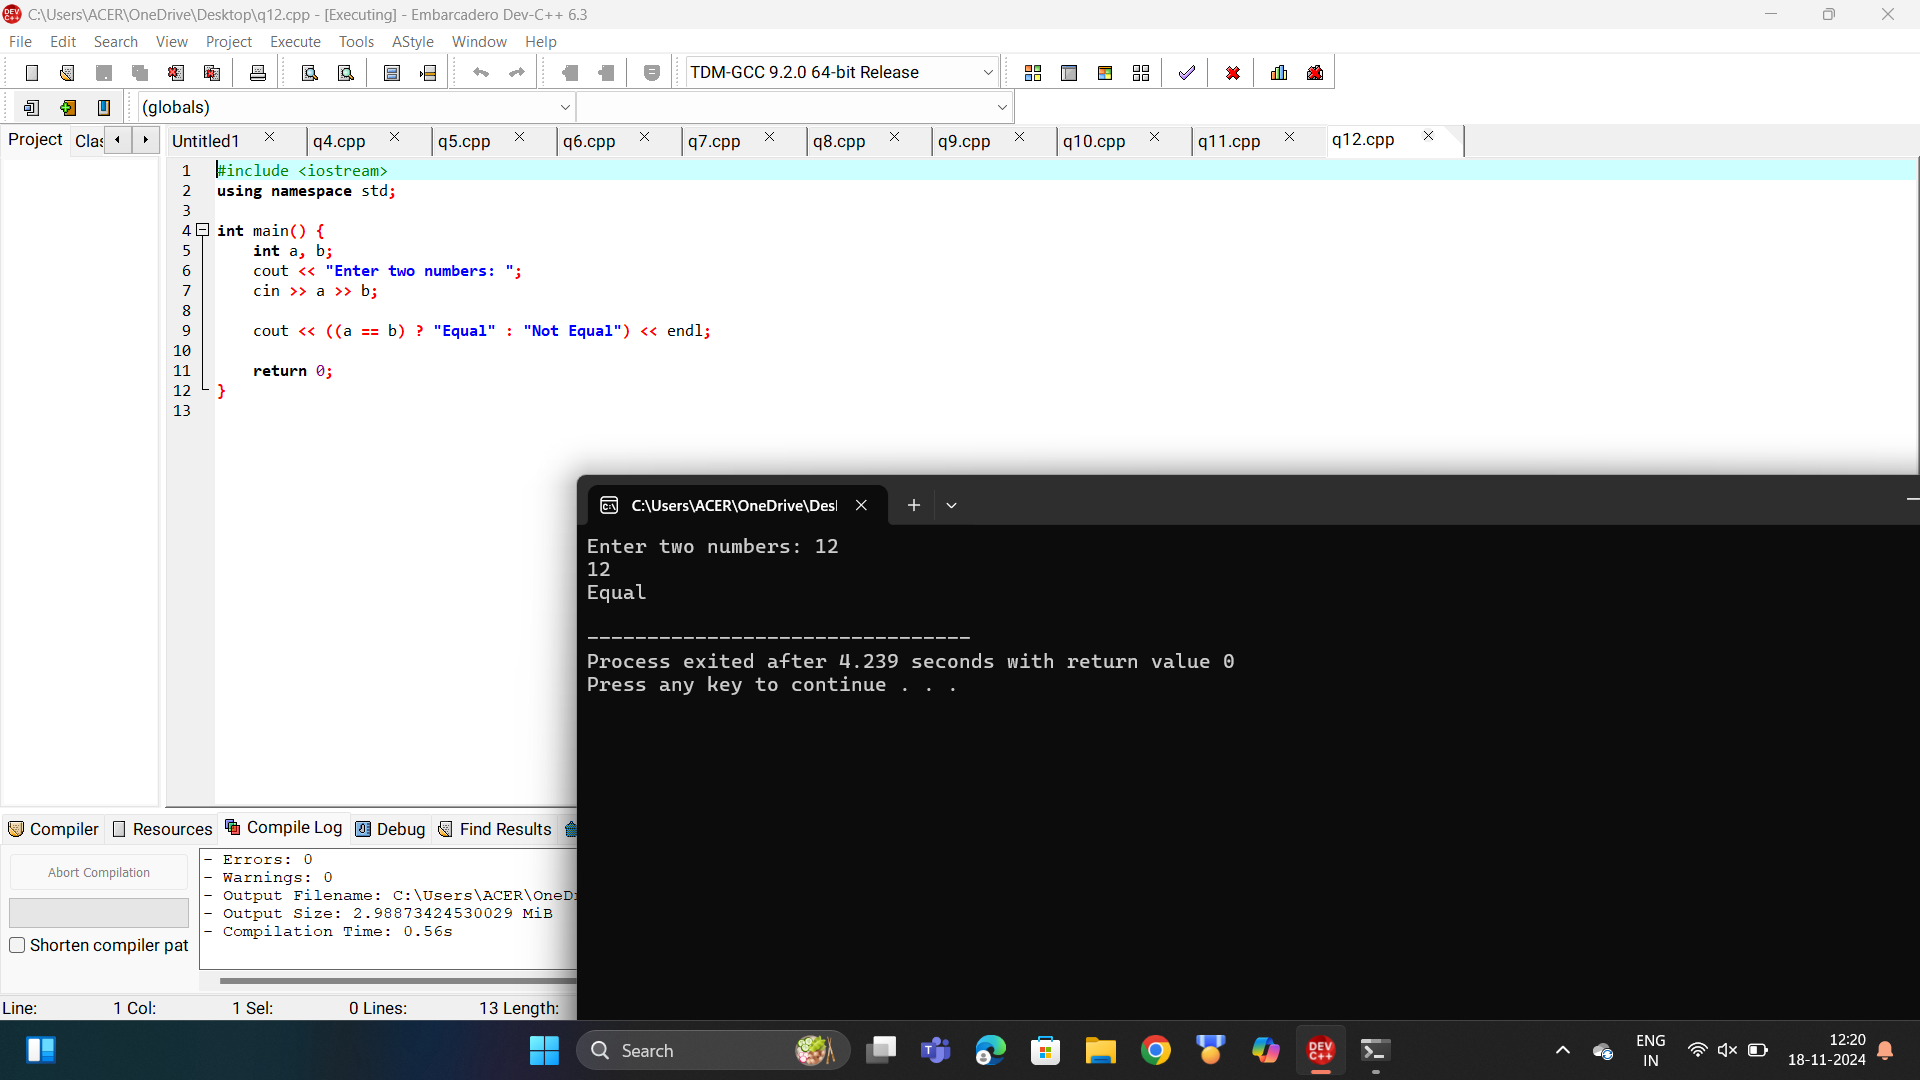 C:\Users\ACER\OneDrive\Desktop\q12.cpp - [Executing] - Embarcadero Dev-C++ 6.3
File Edit Search View Project Execute Tools AStyle Window Help
TDM-GCC 9.2.0 64-bit Release
(globals)
Project Clas Untitled1 q4.cpp q5.cpp q6.cpp q7.cpp q8.cpp q9.cpp q10.cpp q11.cpp q12.cpp
1 #include <iostream>
2 using namespace std;
3
4 int main() {
5 int a, b;
6 cout << "Enter two numbers: ";
7 cin >> a >> b;
8
9 cout << ((a == b) ? "Equal" : "Not Equal") << endl;
10
11 return 0;
12 }
13
C:\Users\ACER\OneDrive\Des
Enter two numbers: 12
12
Equal
--------------------------------
Process exited after 4.239 seconds with return value 0
Press any key to continue . . .
Compiler Resources Compile Log Debug Find Results
Abort Compilation
Shorten compiler pat
- Errors: 0
- Warnings: 0
- Output Filename: C:\Users\ACER\OneD
- Output Size: 2.98873424530029 MiB
- Compilation Time: 0.56s
Line: 1 Col: 1 Sel: 0 Lines: 13 Length:
Search
DEV C++
ENG
IN
12:20
18-11-2024